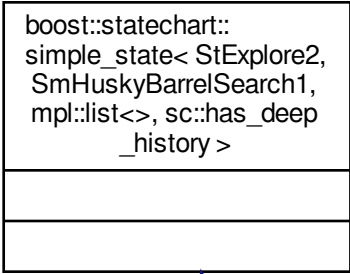 boost::statechart::
simple_state< StExplore2,
SmHuskyBarrelSearch1,
mpl::list<>, sc::has_deep
_history >